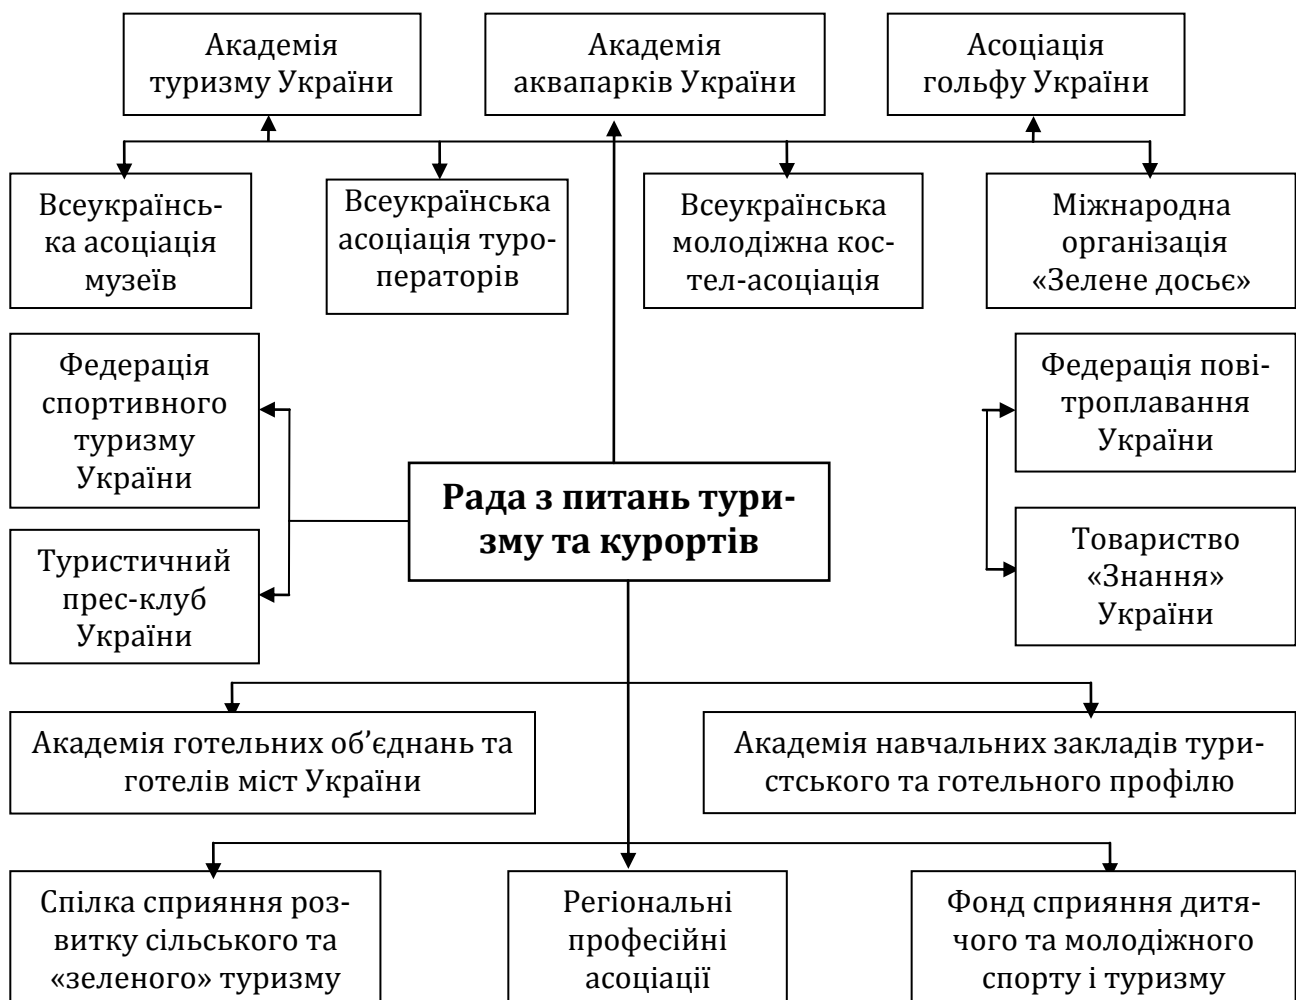 Академія
туризму України
Академія
аквапарків України
Асоціація
гольфу України
Всеукраїнсь-
ка асоціація
музеїв
Всеукраїнська
асоціація туро-
ператорів
Всеукраїнська
молодіжна кос-
тел-асоціація
Міжнародна
організація
«Зелене досьє»
Федерація
спортивного
туризму
України
Федерація пові-
троплавання
України
Рада з питань тури-
зму та курортів
Туристичний
прес-клуб
України
Товариство
«Знання»
України
Академія готельних об’єднань та
готелів міст України
Академія навчальних закладів тури-
стського та готельного профілю
Спілка сприяння роз-
витку сільського та
«зеленого» туризму
Регіональні
професійні
асоціації
Фонд сприяння дитя-
чого та молодіжного
спорту і туризму